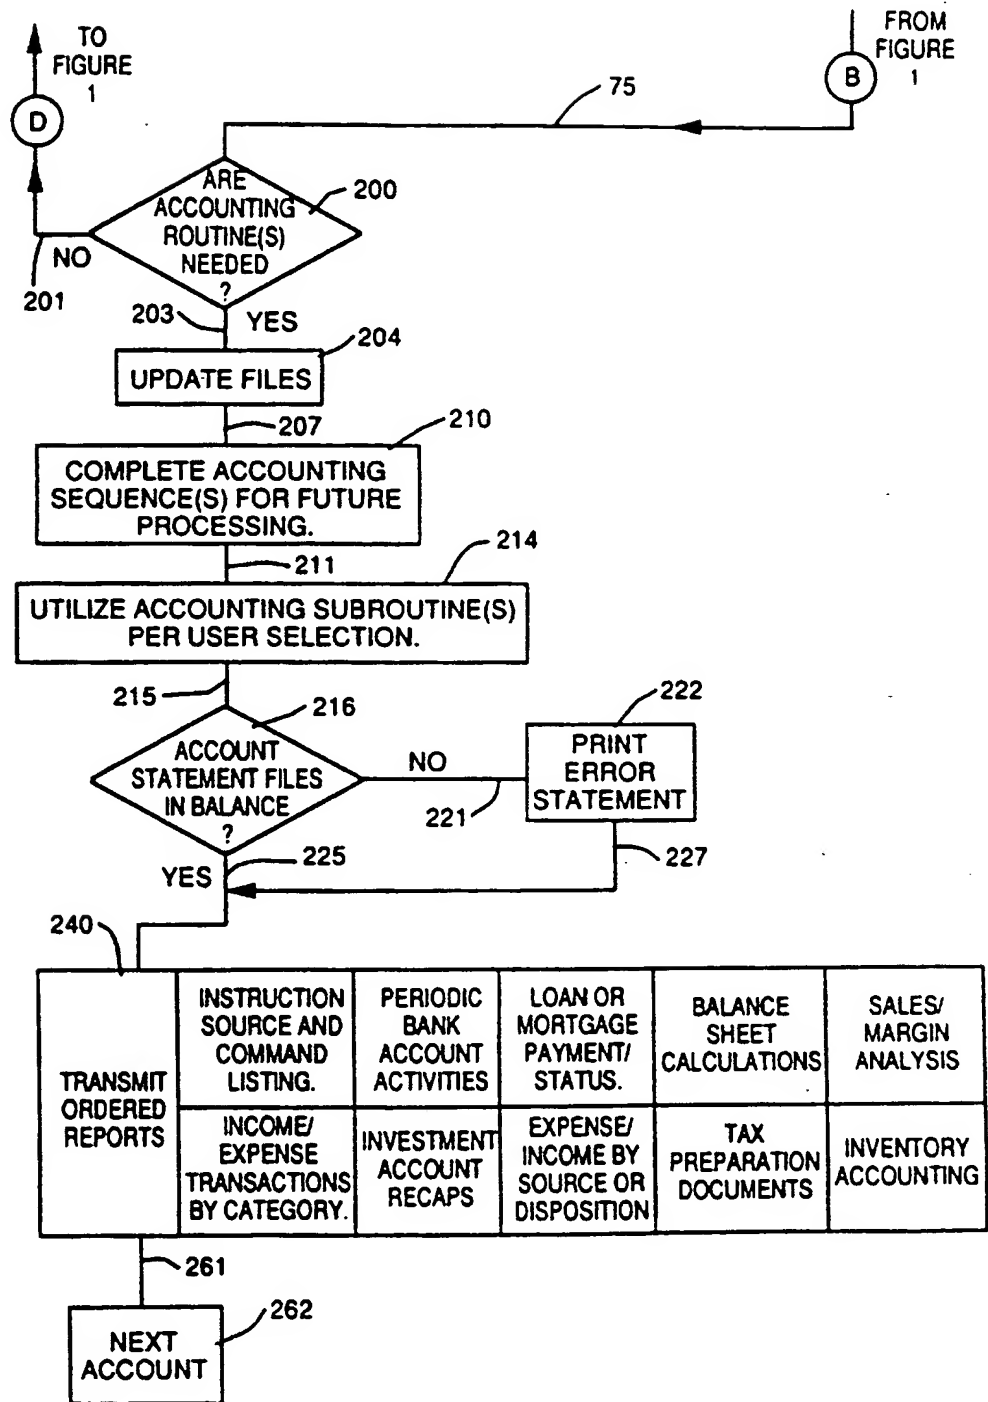 TO
FIGURE
1
D
FROM
FIGURE
1
B
75
ARE
ACCOUNTING
ROUTINE(S)
NEEDED
?
200
NO
201
203
YES
204
UPDATE FILES
207
210
COMPLETE ACCOUNTING
SEQUENCE(S) FOR FUTURE
PROCESSING.
211
214
UTILIZE ACCOUNTING SUBROUTINE(S)
PER USER SELECTION.
215
216
ACCOUNT
STATEMENT FILES
IN BALANCE
?
NO
221
222
PRINT
ERROR
STATEMENT
227
225
YES
240
TRANSMIT
ORDERED
REPORTS
INSTRUCTION
SOURCE AND
COMMAND
LISTING.
PERIODIC
BANK
ACCOUNT
ACTIVITIES
LOAN OR
MORTGAGE
PAYMENT/
STATUS.
BALANCE
SHEET
CALCULATIONS
SALES/
MARGIN
ANALYSIS
INCOME/
EXPENSE
TRANSACTIONS
BY CATEGORY.
INVESTMENT
ACCOUNT
RECAPS
EXPENSE/
INCOME BY
SOURCE OR
DISPOSITION
TAX
PREPARATION
DOCUMENTS
INVENTORY
ACCOUNTING
261
262
NEXT
ACCOUNT